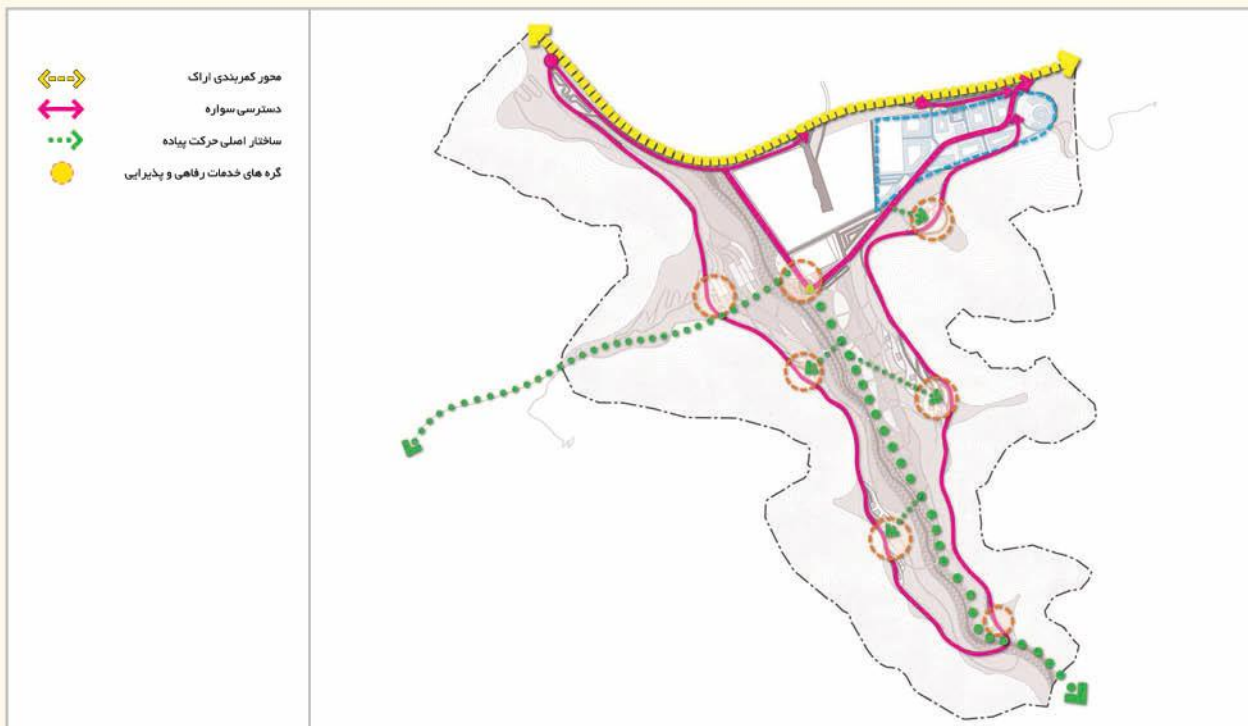 محور کمربندی اراک
دسترسی سواره
ساختار اصلی حرکت پیاده
گره های خدمات رفاهی و پذیرایی